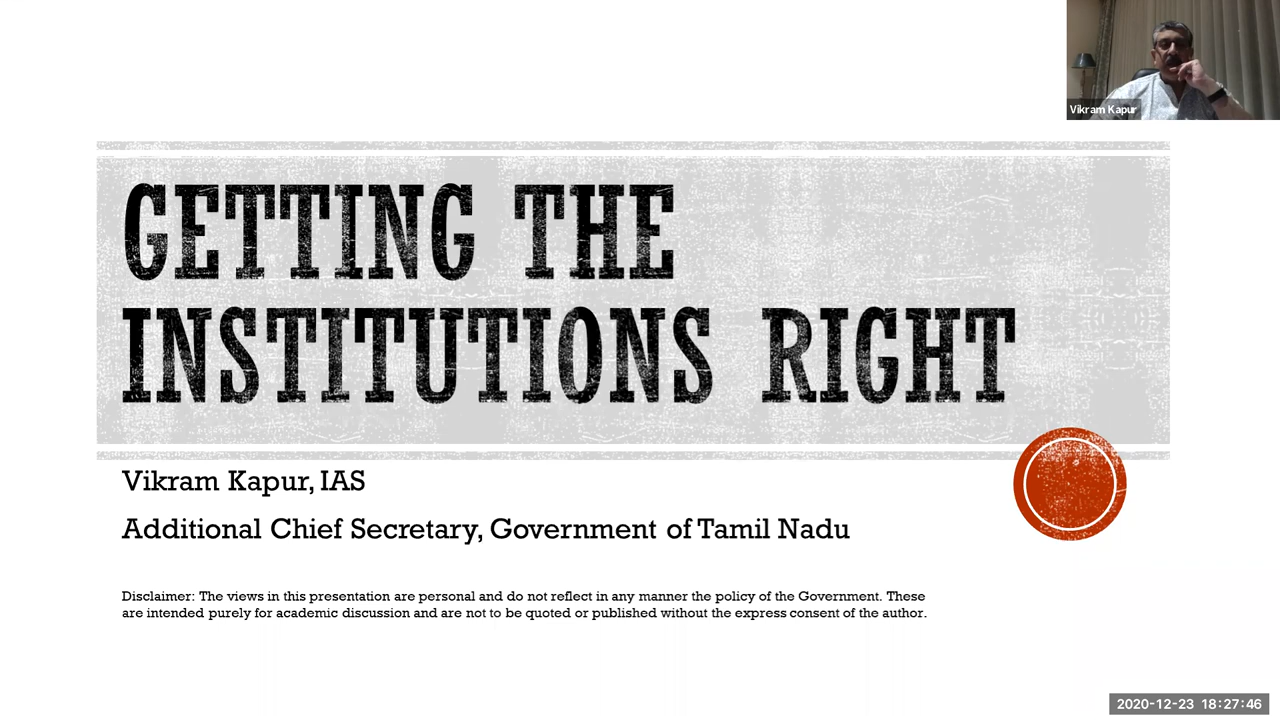 Vikram Kapur
GETTING THE
INSTITUTIONS RIGHT
Vikram Kapur, IAS
Additional Chief Secretary, Government of Tamil Nadu
Disclaimer: The views in this presentation are personal and do not reflect in any manner the policy of the Government. These
are intended purely for academic discussion and are not to be quoted or published without the express consent of the author.
2020-12-23 18:27:46